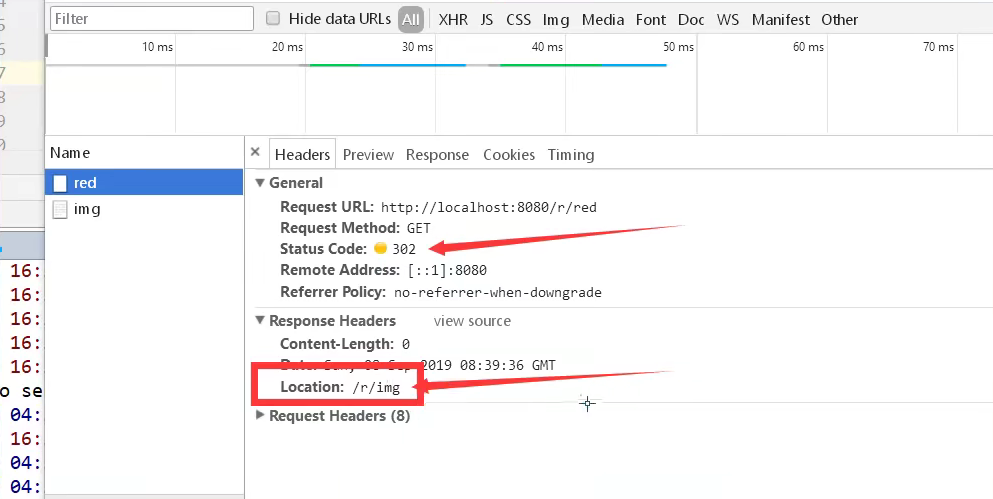 Filter
Hide data URLs All XHR JS CSS Img Media Font Doc WS Manifest Other
10 ms 20 ms 30 ms 40 ms 50 ms 60 ms 70 ms
Name
red
img
× Headers Preview Response Cookies Timing
General
Request URL: http://localhost:8080/r/red
Request Method: GET
Status Code: 302
Remote Address: [::1]:8080
Referrer Policy: no-referrer-when-downgrade
Response Headers view source
Content-Length: 0
Date: Sun, 08 Sep 2019 08:39:36 GMT
Location: /r/img
Request Headers (8)
16:
16:
16:
16:
16:
o se
04:
16:
04:
04: